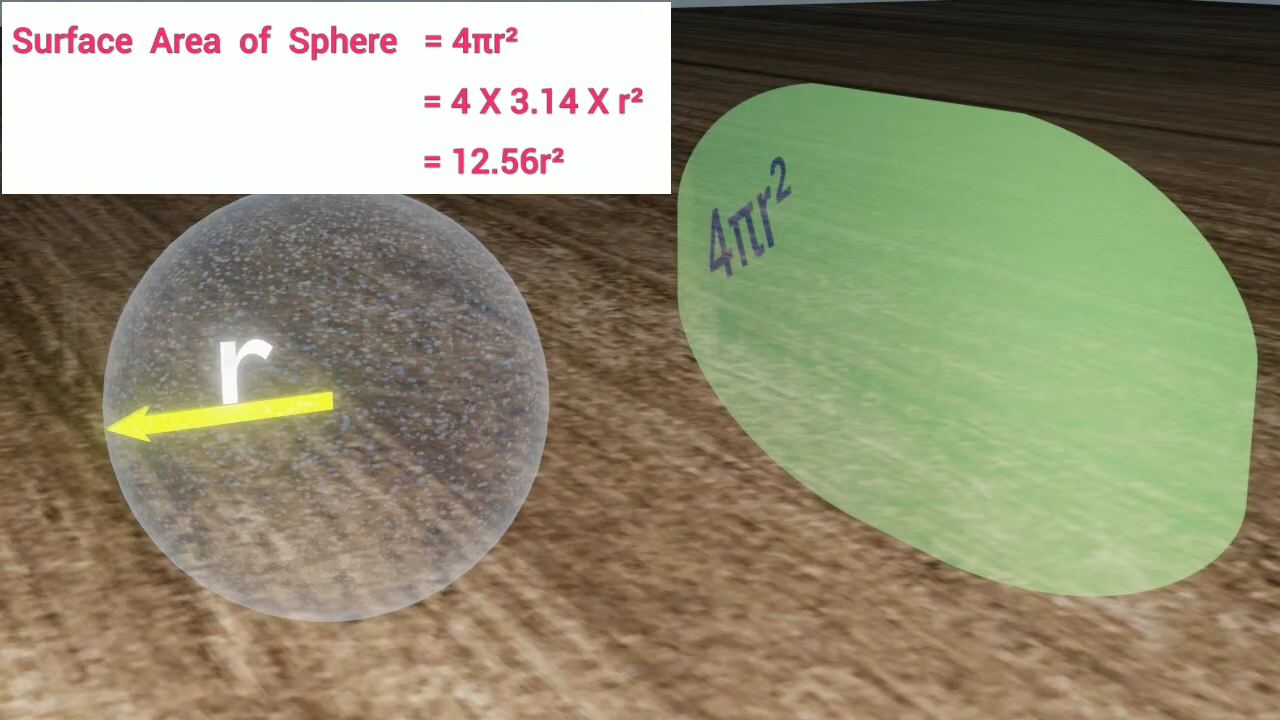 Surface Area of Sphere = 4πr²
= 4 X 3.14 X r²
= 12.56r²
4πr²
r